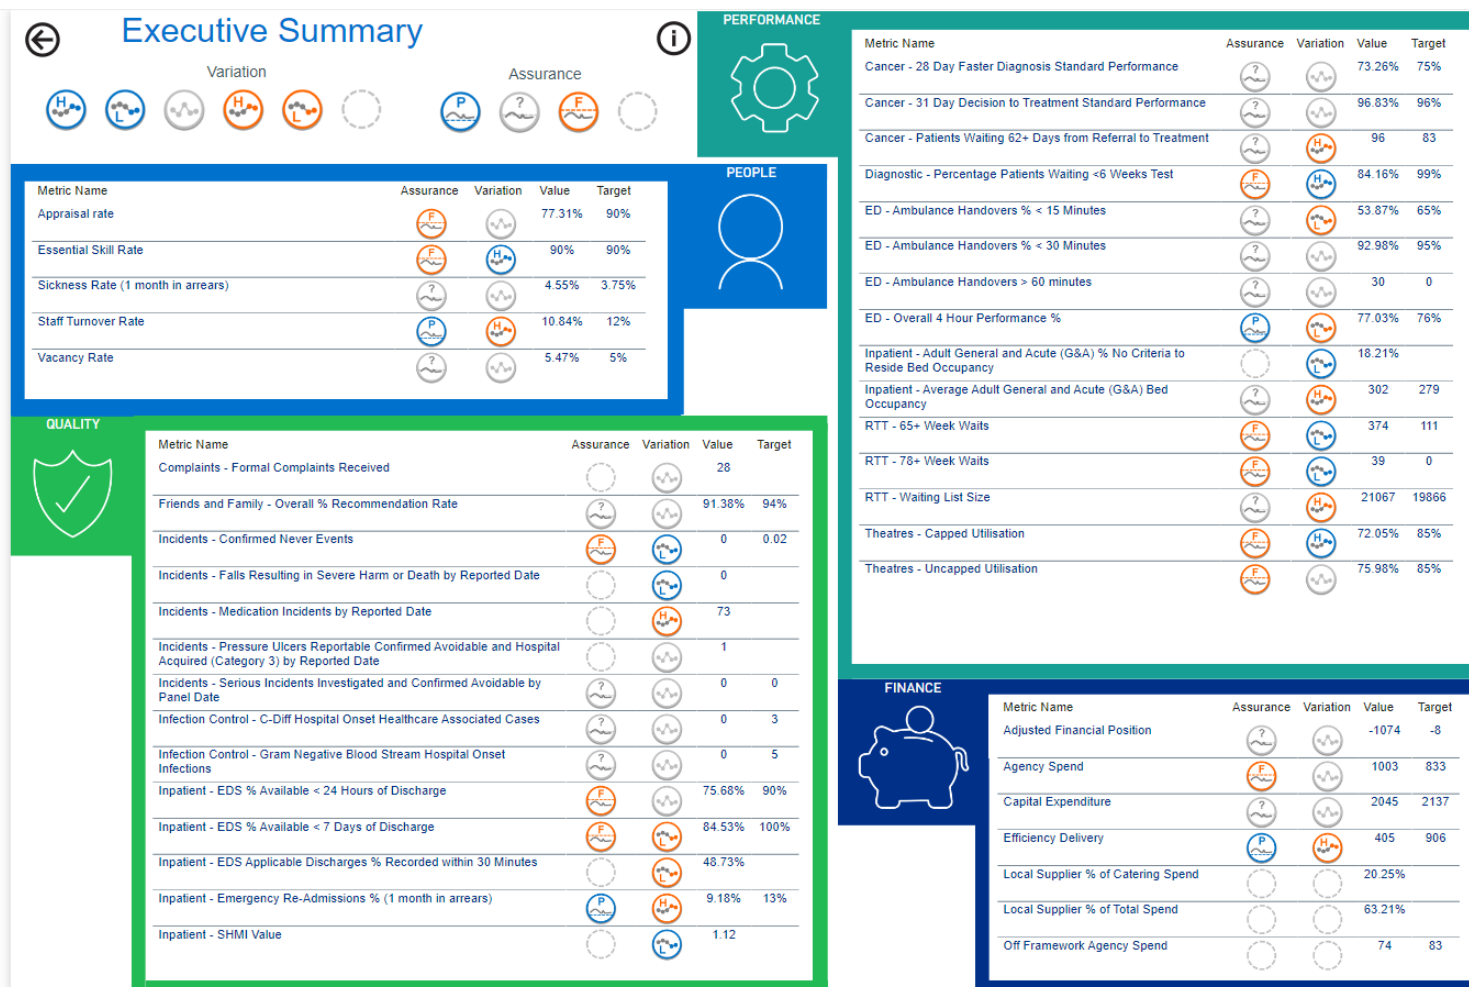 Executive Summary
Variation
Assurance
H
L
H
L
P
?
F
PEOPLE
Metric Name Assurance Variation Value Target
Appraisal rate F 77.31% 90%
Essential Skill Rate F H 90% 90%
Sickness Rate (1 month in arrears) ? 4.55% 3.75%
Staff Turnover Rate P H 10.84% 12%
Vacancy Rate ? 5.47% 5%
QUALITY
Metric Name Assurance Variation Value Target
Complaints - Formal Complaints Received 28
Friends and Family - Overall % Recommendation Rate ? 91.38% 94%
Incidents - Confirmed Never Events F L 0 0.02
Incidents - Falls Resulting in Severe Harm or Death by Reported Date L 0
Incidents - Medication Incidents by Reported Date H 73
Incidents - Pressure Ulcers Reportable Confirmed Avoidable and Hospital 1
Acquired (Category 3) by Reported Date
Incidents - Serious Incidents Investigated and Confirmed Avoidable by ? 0 0
Panel Date
Infection Control - C-Diff Hospital Onset Healthcare Associated Cases ? 0 3
Infection Control - Gram Negative Blood Stream Hospital Onset ? 0 5
Infections
Inpatient - EDS % Available < 24 Hours of Discharge F 75.68% 90%
Inpatient - EDS % Available < 7 Days of Discharge F L 84.53% 100%
Inpatient - EDS Applicable Discharges % Recorded within 30 Minutes L 48.73%
Inpatient - Emergency Re-Admissions % (1 month in arrears) P H 9.18% 13%
Inpatient - SHMI Value L 1.12
PERFORMANCE
Metric Name Assurance Variation Value Target
Cancer - 28 Day Faster Diagnosis Standard Performance ? 73.26% 75%
Cancer - 31 Day Decision to Treatment Standard Performance ? 96.83% 96%
Cancer - Patients Waiting 62+ Days from Referral to Treatment ? H 96 83
Diagnostic - Percentage Patients Waiting <6 Weeks Test F H 84.16% 99%
ED - Ambulance Handovers % < 15 Minutes ? L 53.87% 65%
ED - Ambulance Handovers % < 30 Minutes ? 92.98% 95%
ED - Ambulance Handovers > 60 minutes ? 30 0
ED - Overall 4 Hour Performance % P L 77.03% 76%
Inpatient - Adult General and Acute (G&A) % No Criteria to L 18.21%
Reside Bed Occupancy
Inpatient - Average Adult General and Acute (G&A) Bed ? H 302 279
Occupancy
RTT - 65+ Week Waits F L 374 111
RTT - 78+ Week Waits F L 39 0
RTT - Waiting List Size ? H 21067 19866
Theatres - Capped Utilisation F H 72.05% 85%
Theatres - Uncapped Utilisation F 75.98% 85%
FINANCE
Metric Name Assurance Variation Value Target
Adjusted Financial Position ? -1074 -8
Agency Spend F 1003 833
Capital Expenditure ? 2045 2137
Efficiency Delivery P H 405 906
Local Supplier % of Catering Spend 20.25%
Local Supplier % of Total Spend 63.21%
Off Framework Agency Spend 74 83